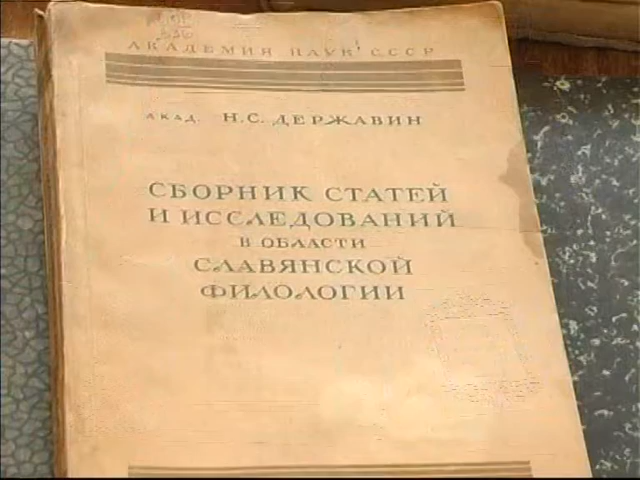 АКАДЕМИЯ НАУК СССР
АКАД. Н.С. ДЕРЖАВИН
СБОРНИК СТАТЕЙ
И ИССЛЕДОВАНИЙ
В ОБЛАСТИ
СЛАВЯНСКОЙ
ФИЛОЛОГИИ